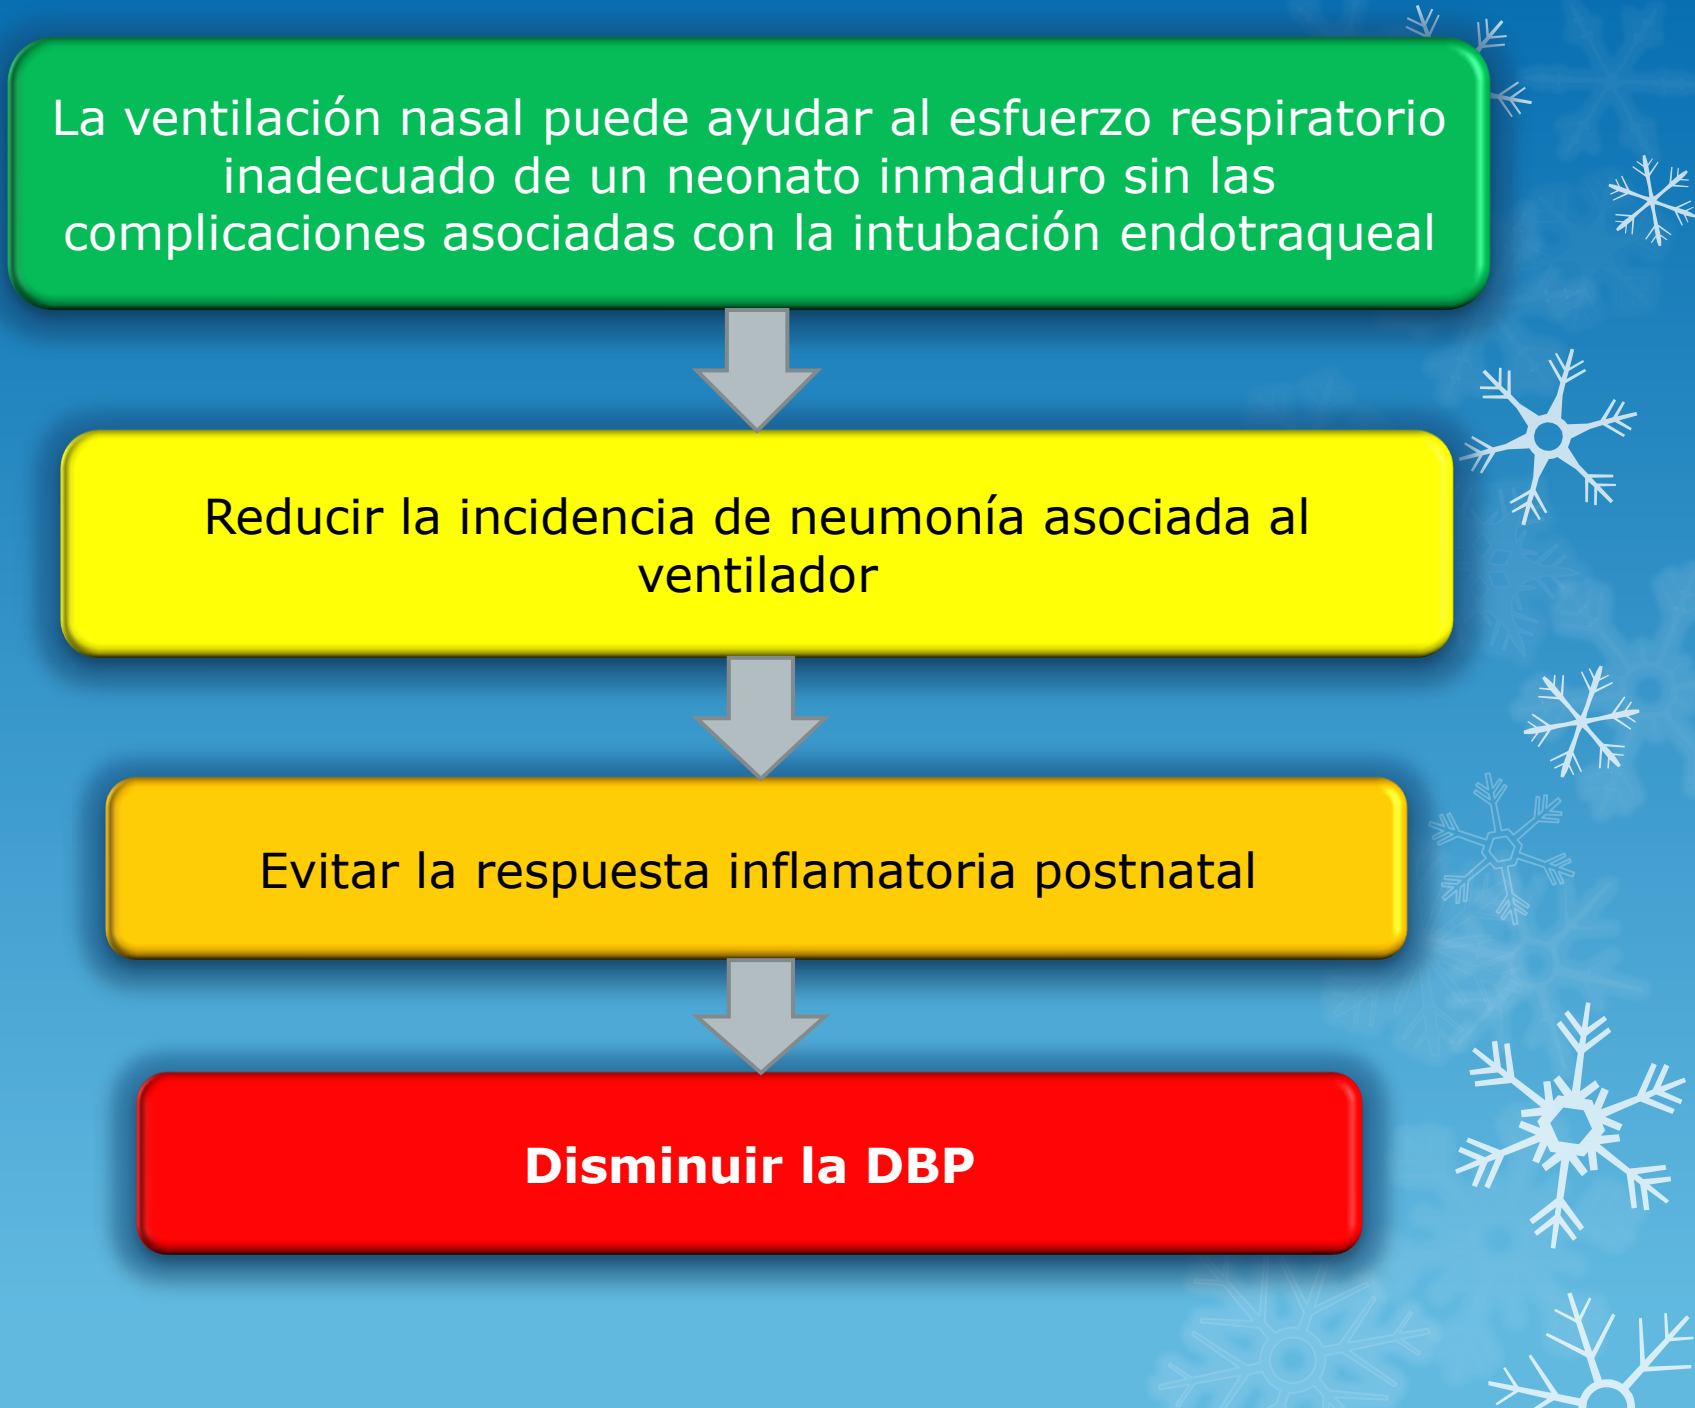 La ventilación nasal puede ayudar al esfuerzo respiratorio
inadecuado de un neonato inmaduro sin las
complicaciones asociadas con la intubación endotraqueal
Reducir la incidencia de neumonía asociada al
ventilador
Evitar la respuesta inflamatoria postnatal
Disminuir la DBP